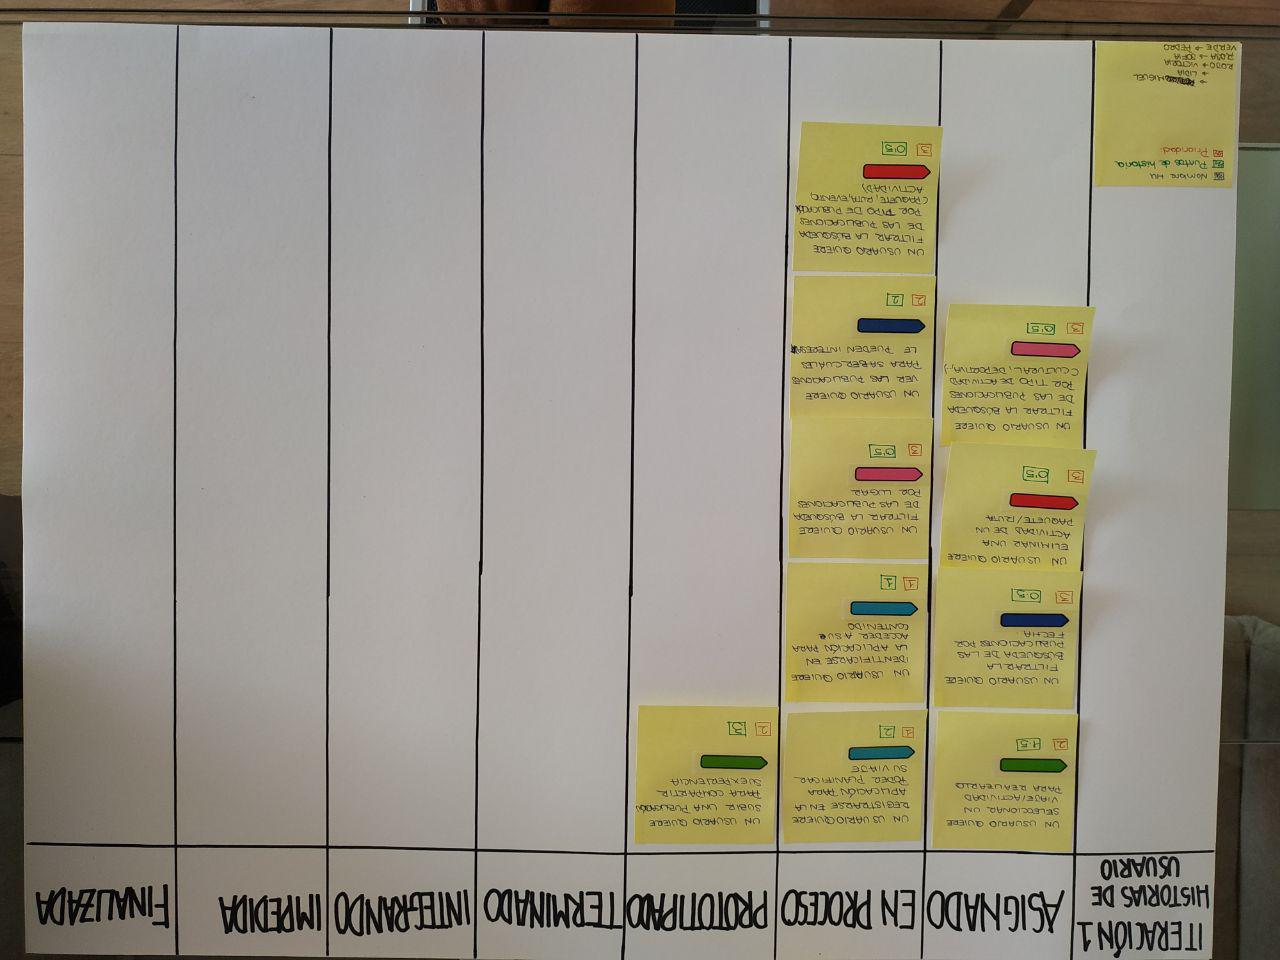 ITERACIÓN 1
HISTORIAS DE
USUARIO
ASIGNADO
EN PROCESO
PROTOTIPADO
TERMINADO
INTEGRANDO
IMPEDIDA
FINALIZADA
UN USUARIO QUIERE
SELECCIONAR UN
VIAJE/ACTIVIDAD
PARA REALIZARLO
2 1.5
UN USUARIO QUIERE
FILTRAR LA
BÚSQUEDA DE LAS
PUBLICACIONES POR
FECHA.
3 0.5
UN USUARIO QUIERE
ELIMINAR UNA
ACTIVIDAD DE UN
PAQUETE/RUTA
3 0'5
UN USUARIO QUIERE
FILTRAR LA BÚSQUEDA
DE LAS PUBLICACIONES
POR TIPO DE ACTIVIDAD
(CULTURAL, DEPORTIVA,..)
3 0'5
UN USUARIO QUIERE
REGISTRARSE EN LA
APLICACIÓN PARA
PODER PLANIFICAR
SU VIAJE
1 2
UN USUARIO QUIERE
IDENTIFICARSE EN
LA APLICACIÓN PARA
ACCEDER A SU
CONTENIDO
1 1
UN USUARIO QUIERE
FILTRAR LA BÚSQUEDA
DE LAS PUBLICACIONES
POR LUGAR
3 0'5
UN USUARIO QUIERE
VER LAS PUBLICACIONES
PARA SABER CUÁLES
LE PUEDEN INTERESAR
2 2
UN USUARIO QUIERE
FILTRAR LA BÚSQUEDA
DE LAS PUBLICACIONES
POR TIPO DE PUBLICACIÓN
(PAQUETE, RUTA, EVENTO,
ACTIVIDAD)
3 0'5
UN USUARIO QUIERE
SUBIR UNA PUBLICACIÓN
PARA COMPARTIR
SU EXPERIENCIA
2 3
Nombre HU
Puntos de historia
Prioridad
→ MIGUEL
→ LIDIA
ROJO → VICTORIA
ROSA → SOFIA
VERDE → PEDRO